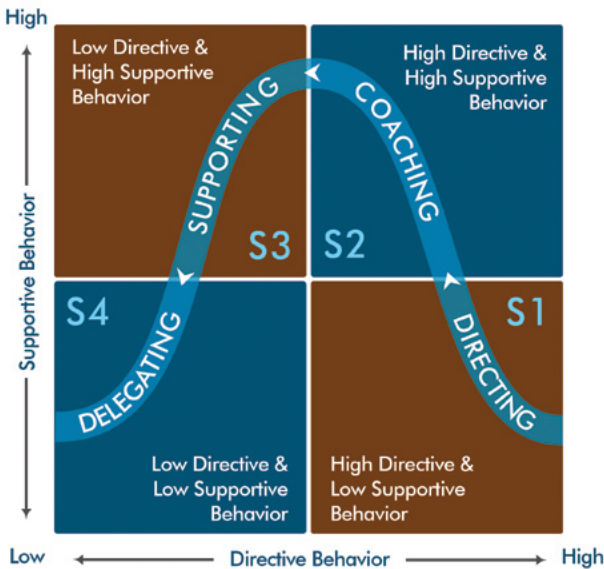 High
Low Directive &
High Supportive
Behavior
High Directive &
High Supportive
Behavior
SUPPORTING
COACHING
S3
S2
Supportive Behavior
S4
S1
DELEGATING
DIRECTING
Low Directive &
Low Supportive
Behavior
High Directive &
Low Supportive
Behavior
Low
Directive Behavior
High